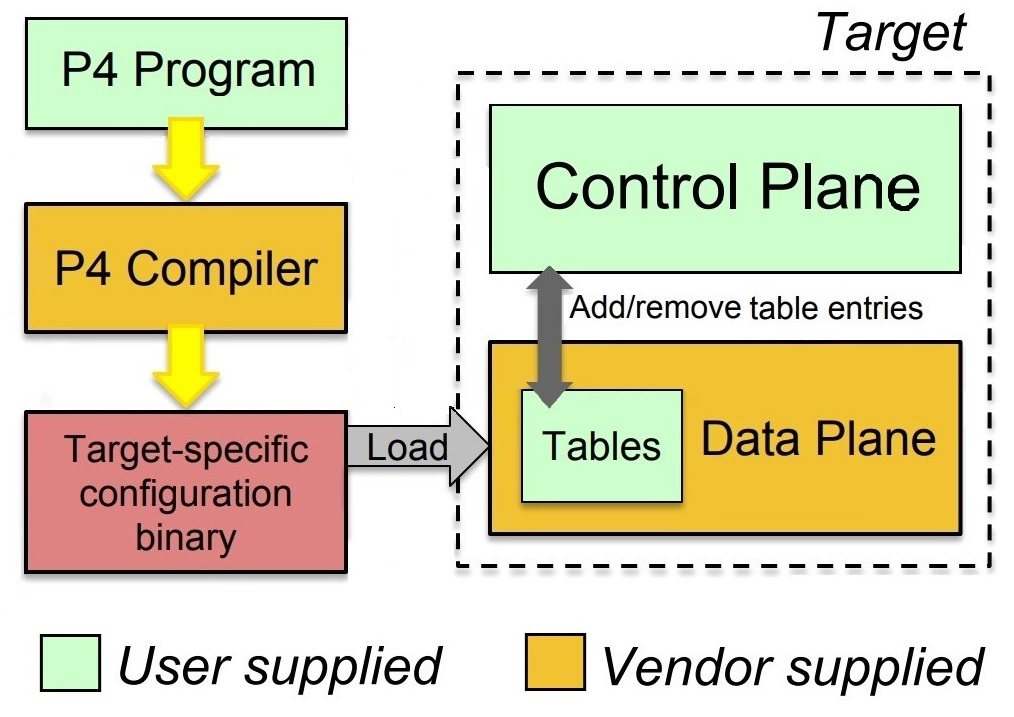 Target
P4 Program
Control Plane
P4 Compiler
Add/remove table entries
Target-specific
configuration
binary
Load
Tables
Data Plane
User supplied
Vendor supplied